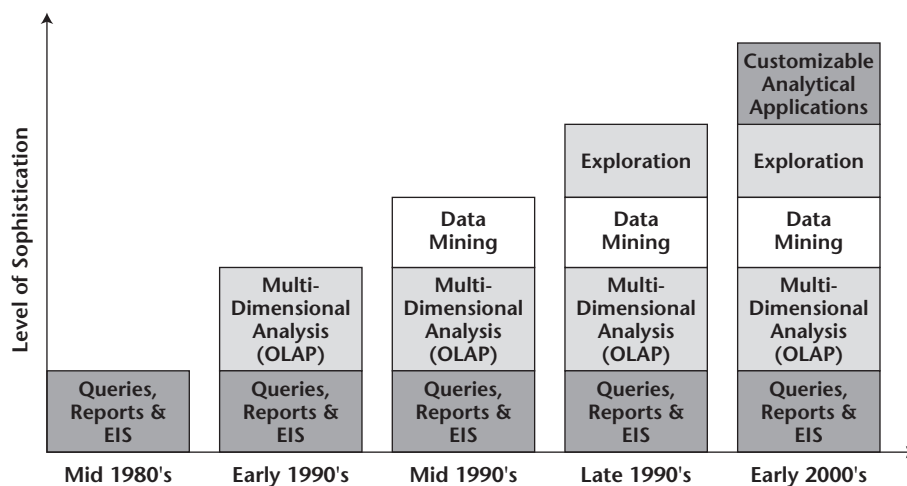 Level of Sophistication
Queries,
Reports &
EIS
Mid 1980's
Multi-
Dimensional
Analysis
(OLAP)
Queries,
Reports &
EIS
Early 1990's
Data
Mining
Multi-
Dimensional
Analysis
(OLAP)
Queries,
Reports &
EIS
Mid 1990's
Exploration
Data
Mining
Multi-
Dimensional
Analysis
(OLAP)
Queries,
Reports &
EIS
Late 1990's
Customizable
Analytical
Applications
Exploration
Data
Mining
Multi-
Dimensional
Analysis
(OLAP)
Queries,
Reports &
EIS
Early 2000's